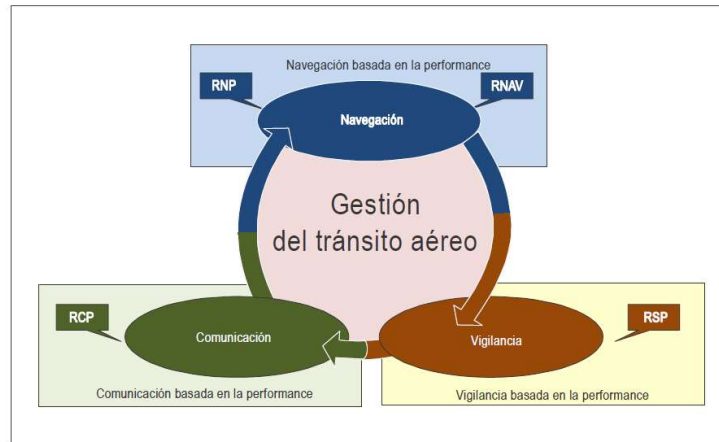 Navegación basada en la performance
RNP
RNAV
Navegación
Gestión
del tránsito aéreo
RCP
RSP
Comunicación
Vigilancia
Comunicación basada en la performance
Vigilancia basada en la performance